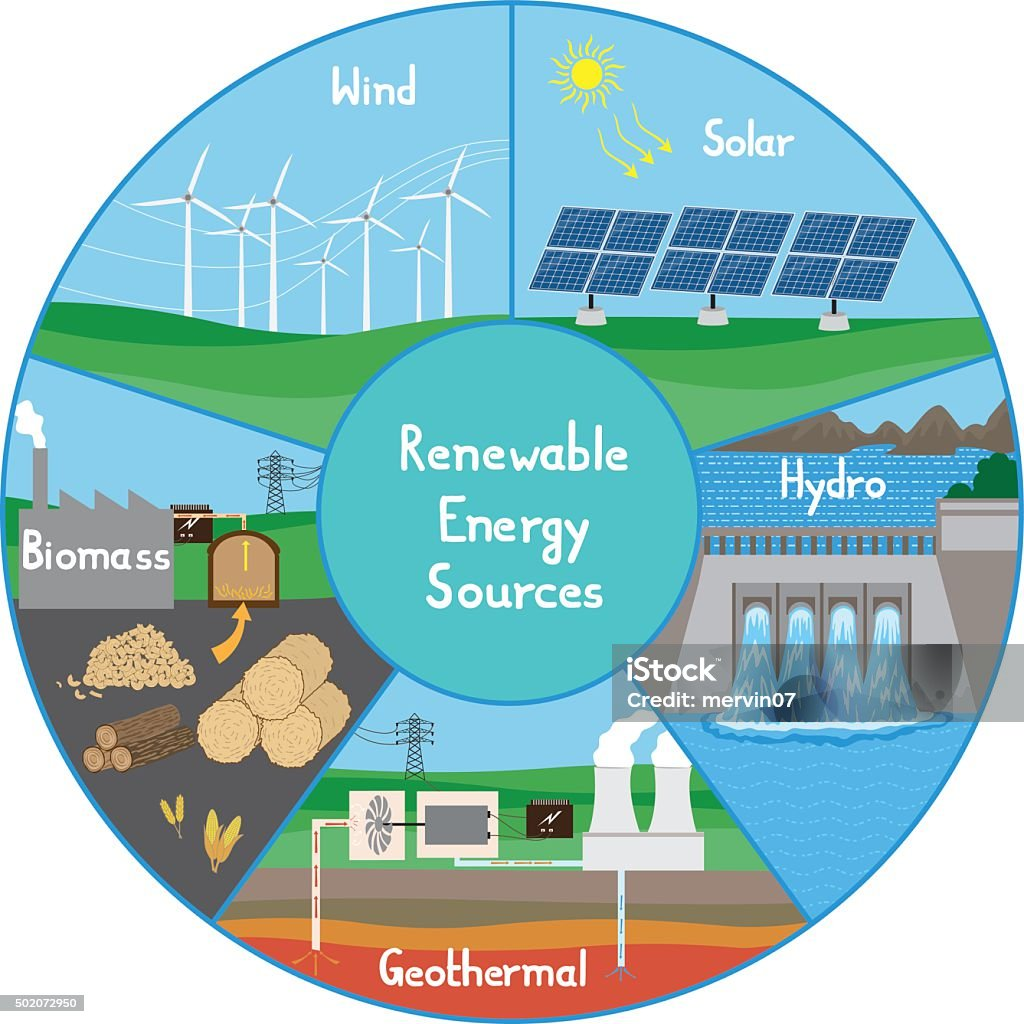 Wind
Solar
Renewable
Energy
Sources
Hydro
Biomass
Geothermal
iStock
Credit: mervin07
502072950